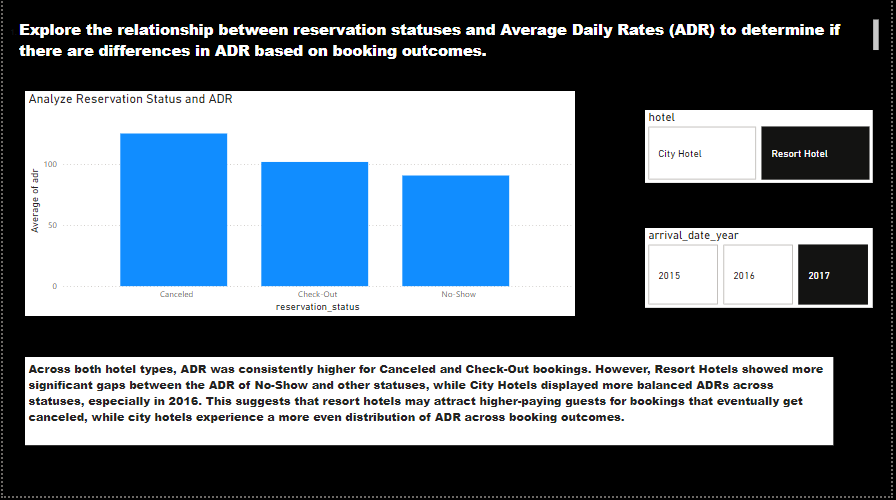 Explore the relationship between reservation statuses and Average Daily Rates (ADR) to determine if
there are differences in ADR based on booking outcomes.
Analyze Reservation Status and ADR
100
50
0
Average of adr
Canceled
Check-Out
No-Show
reservation_status
hotel
City Hotel
Resort Hotel
arrival_date_year
2015
2016
2017
Across both hotel types, ADR was consistently higher for Canceled and Check-Out bookings. However, Resort Hotels showed more
significant gaps between the ADR of No-Show and other statuses, while City Hotels displayed more balanced ADRs across
statuses, especially in 2016. This suggests that resort hotels may attract higher-paying guests for bookings that eventually get
canceled, while city hotels experience a more even distribution of ADR across booking outcomes.